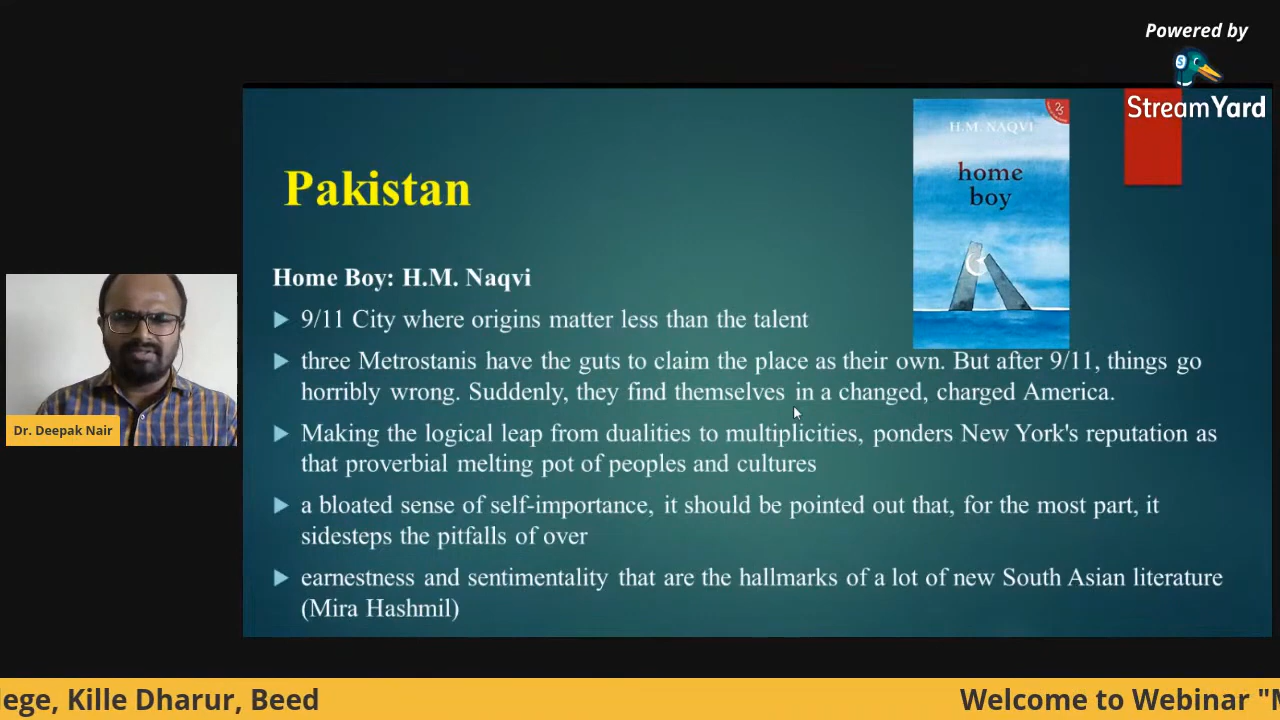 Powered by
StreamYard
H.M. NAQVI
home
boy
25
Pakistan
Home Boy: H.M. Naqvi
9/11 City where origins matter less than the talent
three Metrostanis have the guts to claim the place as their own. But after 9/11, things go
horribly wrong. Suddenly, they find themselves in a changed, charged America.
Making the logical leap from dualities to multiplicities, ponders New York's reputation as
that proverbial melting pot of peoples and cultures
a bloated sense of self-importance, it should be pointed out that, for the most part, it
sidesteps the pitfalls of over
earnestness and sentimentality that are the hallmarks of a lot of new South Asian literature
(Mira Hashmil)
Dr. Deepak Nair
lege, Kille Dharur, Beed
Welcome to Webinar "M